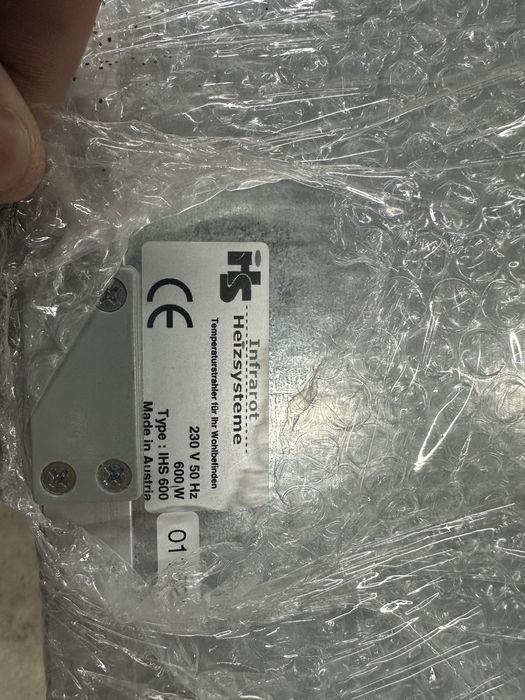 iHS
Infrarot
Heizsysteme
Temperaturstrahler für Ihr Wohlbefinden
CE
230 V 50 Hz
600 W
Type : IHS 600
Made in Austria
01